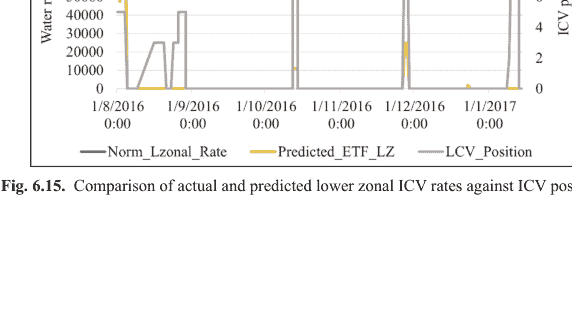 Water
ICV
40000
4
30000
20000
2
10000
0
0
1/8/2016 1/9/2016 1/10/2016 1/11/2016 1/12/2016 1/1/2017
0:00 0:00 0:00 0:00 0:00 0:00
Norm_Lzonal_Rate Predicted_ETF_LZ LCV_Position
Fig. 6.15. Comparison of actual and predicted lower zonal ICV rates against ICV pos